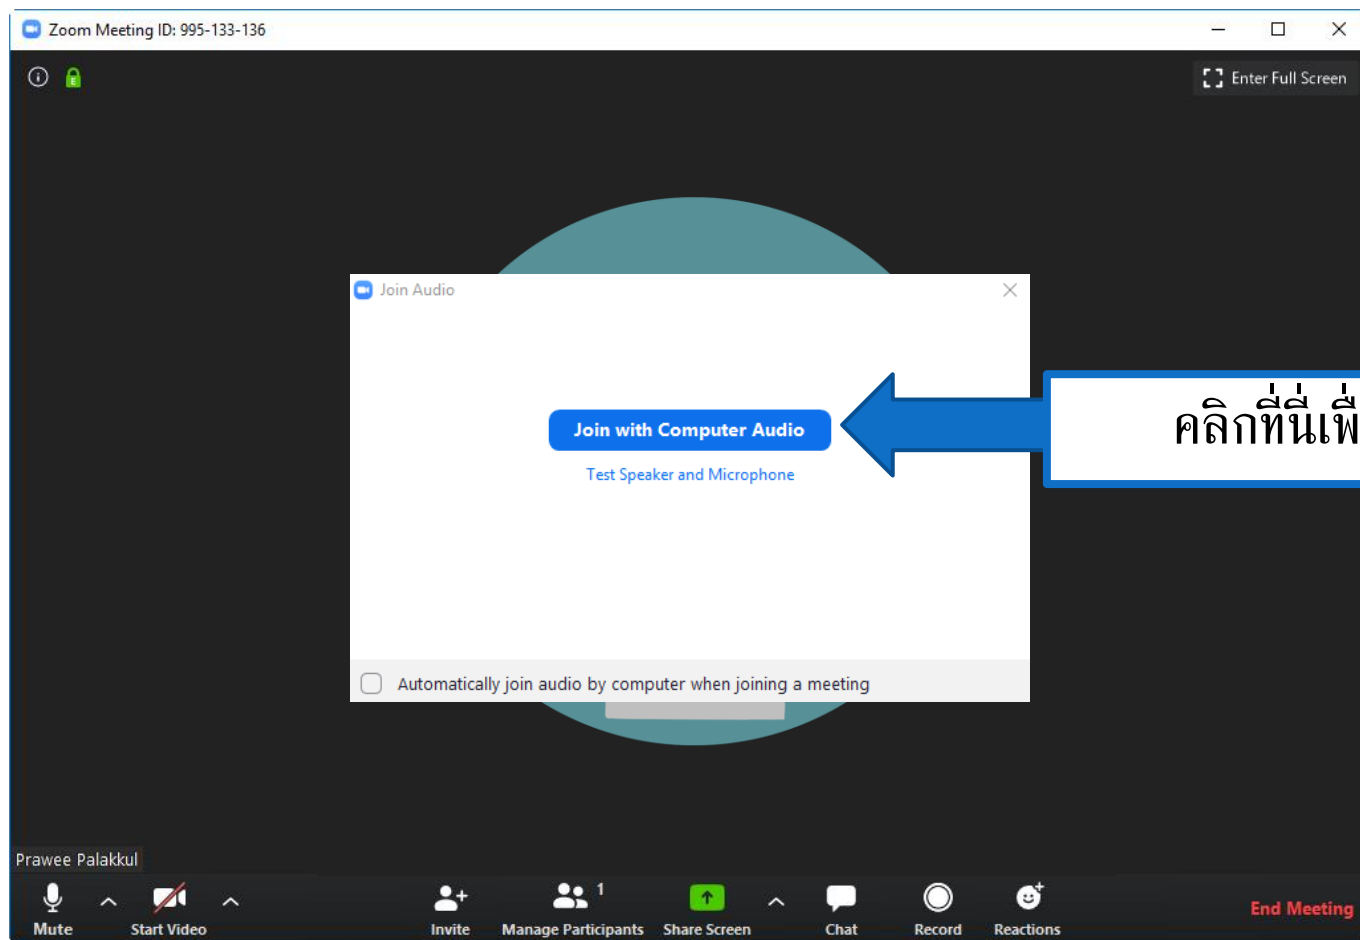 Zoom Meeting ID: 995-133-136
Enter Full Screen
Join Audio
Join with Computer Audio
คลิกที่นี่เพื่
Test Speaker and Microphone
Automatically join audio by computer when joining a meeting
Prawee Palakkul
1
Mute
Start Video
Invite
Manage Participants
Share Screen
Chat
Record
Reactions
End Meeting